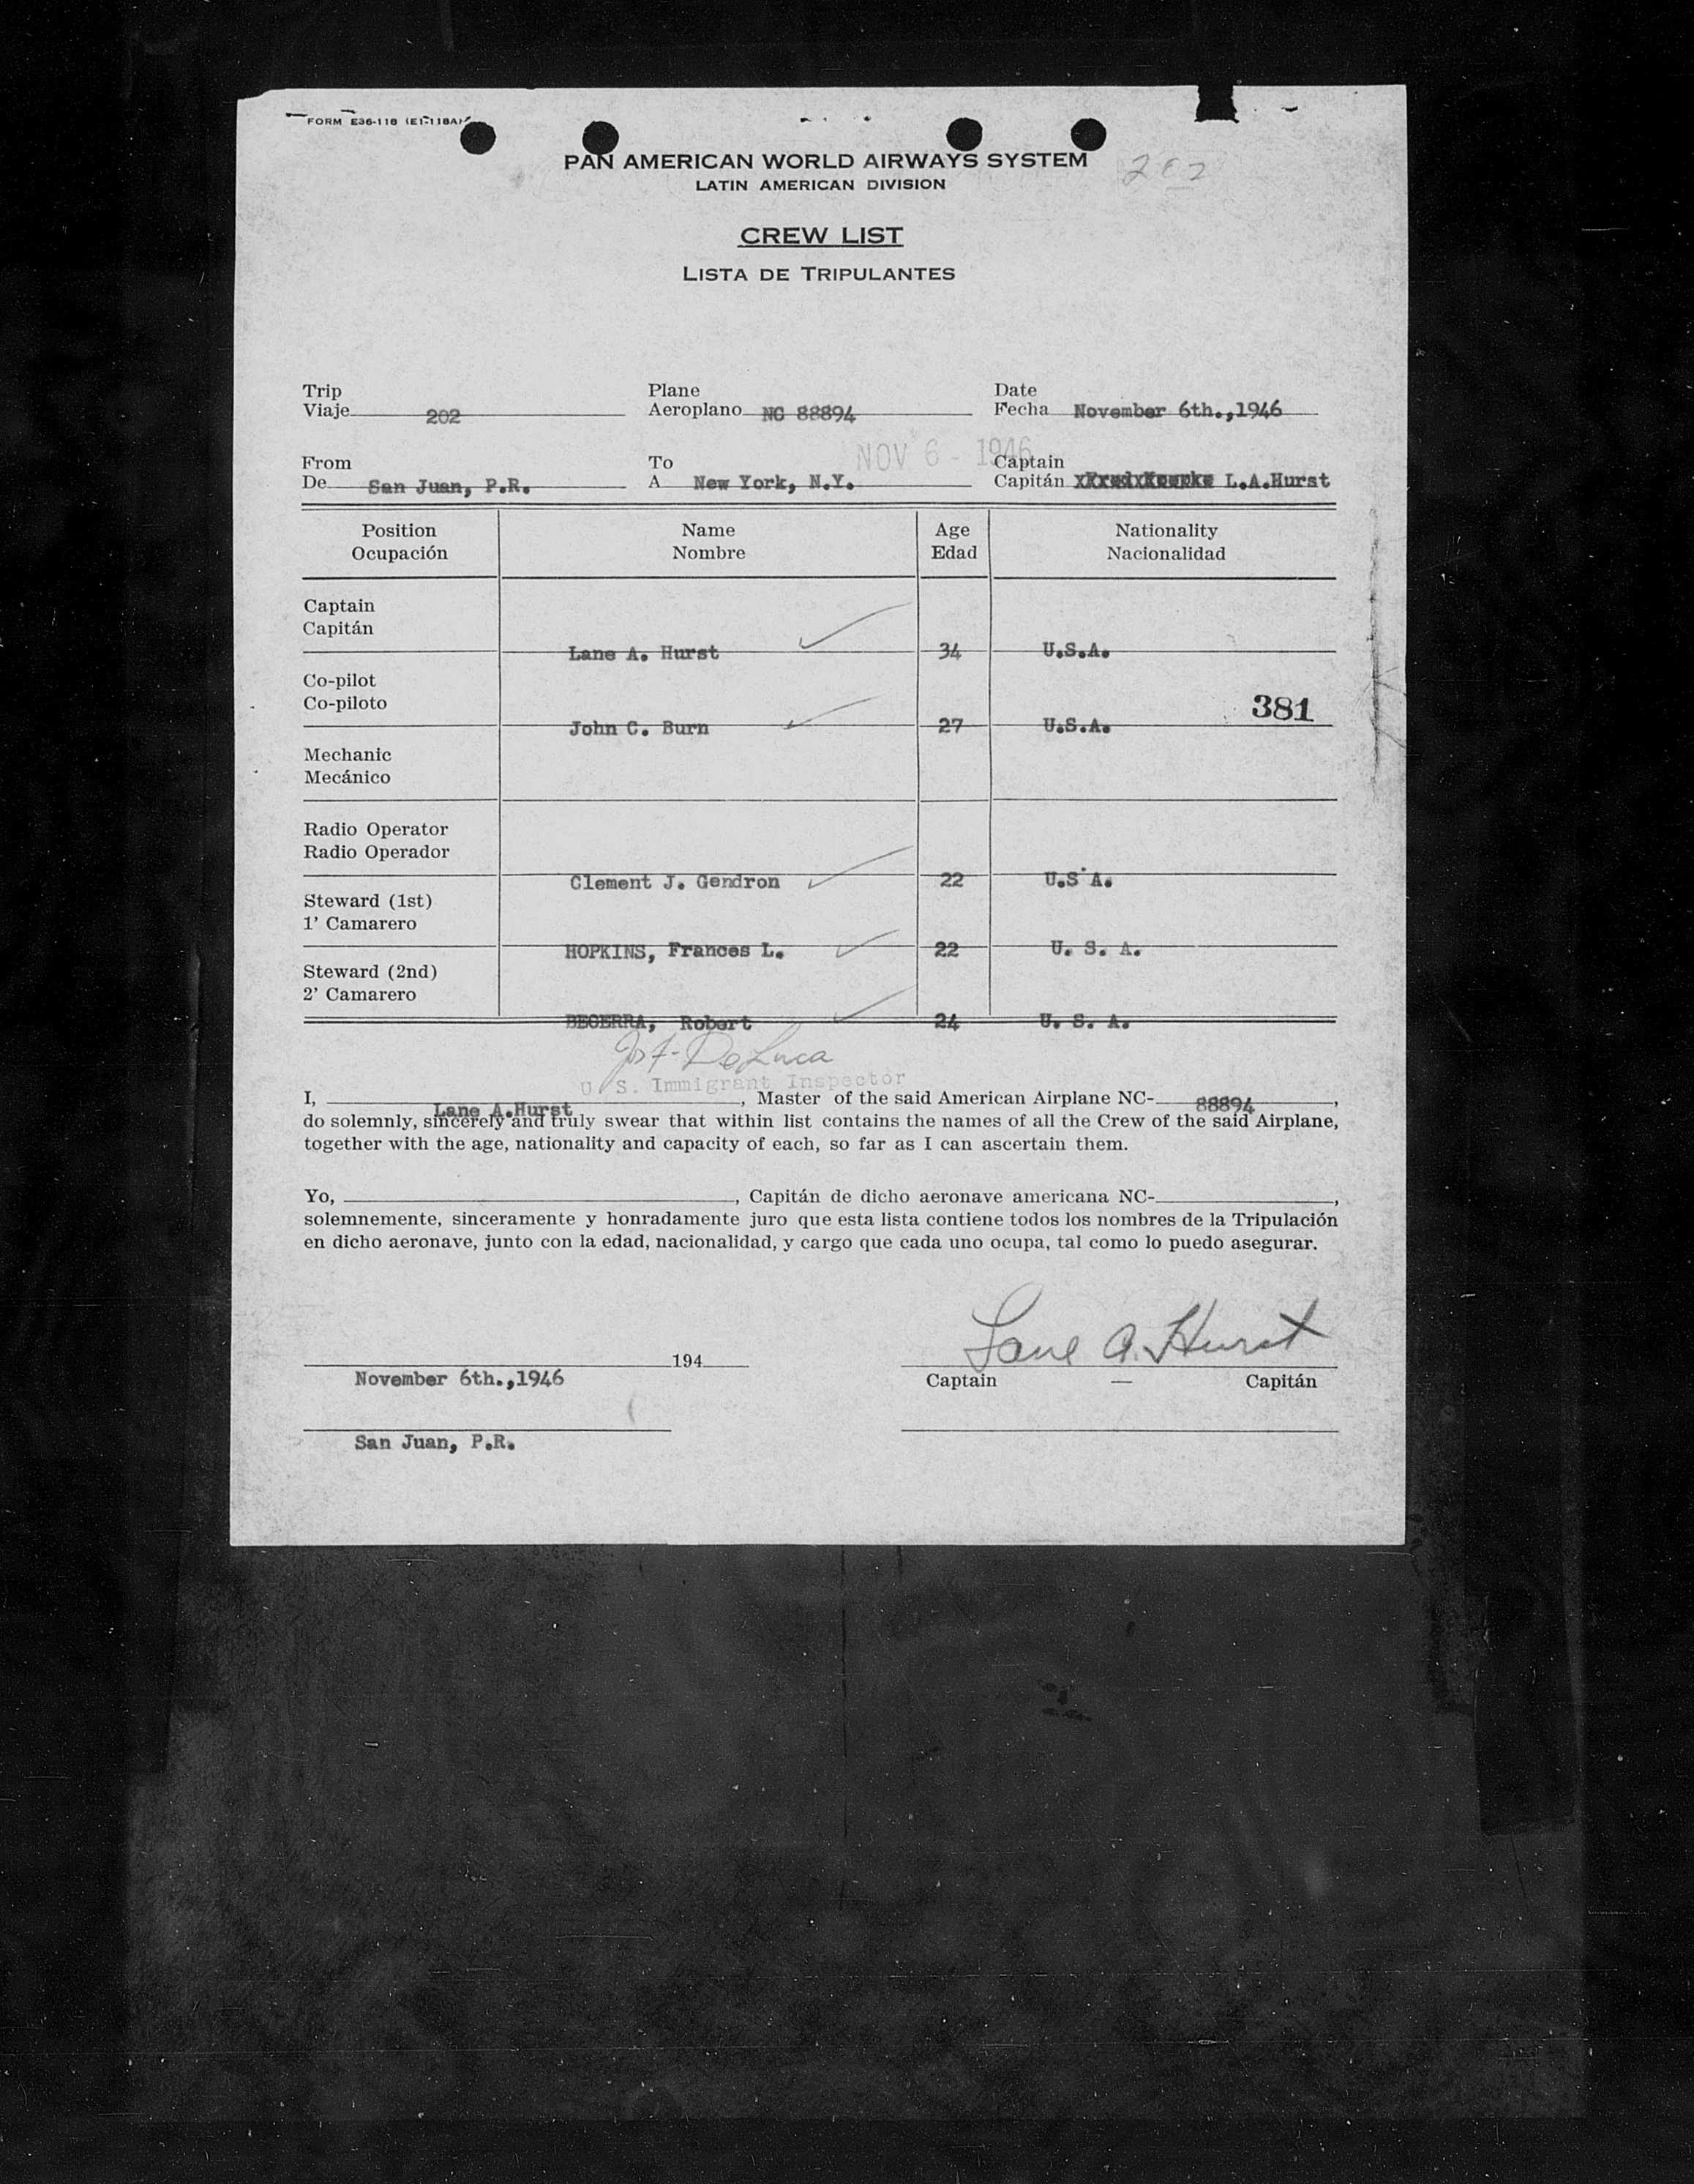 FORM E36-118 (E1-118A)
PAN AMERICAN WORLD AIRWAYS SYSTEM
LATIN AMERICAN DIVISION
202
CREW LIST
LISTA DE TRIPULANTES
Trip Plane Date
Viaje 202 Aeroplano NC 88894 Fecha November 6th.,1946
NOV 6 - 1946
From To Captain
De San Juan, P.R. A New York, N.Y. Capitán L.A.Hurst
Position Name Age Nationality
Ocupación Nombre Edad Nacionalidad
Captain
Capitán
Lane A. Hurst 34 U.S.A.
Co-pilot
Co-piloto 381
John C. Burn 27 U.S.A.
Mechanic
Mecánico
Radio Operator
Radio Operador
Clement J. Gendron 22 U.S.A.
Steward (1st)
1' Camarero
HOPKINS, Frances L. 22 U. S. A.
Steward (2nd)
2' Camarero
BECERRA, Robert 24 U. S. A.
Jos F. DeLuca
U. S. Immigrant Inspector
I, Lane A.Hurst, Master of the said American Airplane NC- 88894,
do solemnly, sincerely and truly swear that within list contains the names of all the Crew of the said Airplane,
together with the age, nationality and capacity of each, so far as I can ascertain them.
Yo, , Capitán de dicho aeronave americana NC- ,
solemnemente, sinceramente y honradamente juro que esta lista contiene todos los nombres de la Tripulación
en dicho aeronave, junto con la edad, nacionalidad, y cargo que cada uno ocupa, tal como lo puedo asegurar.
Lane A. Hurst
194
November 6th.,1946 Captain — Capitán
San Juan, P.R.